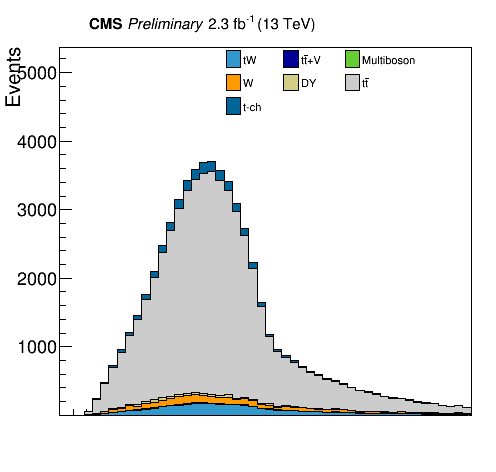 CMS Preliminary 2.3 fb⁻¹ (13 TeV)
Events
tW tt̄+V Multiboson
W DY tt̄
t-ch
5000
4000
3000
2000
1000